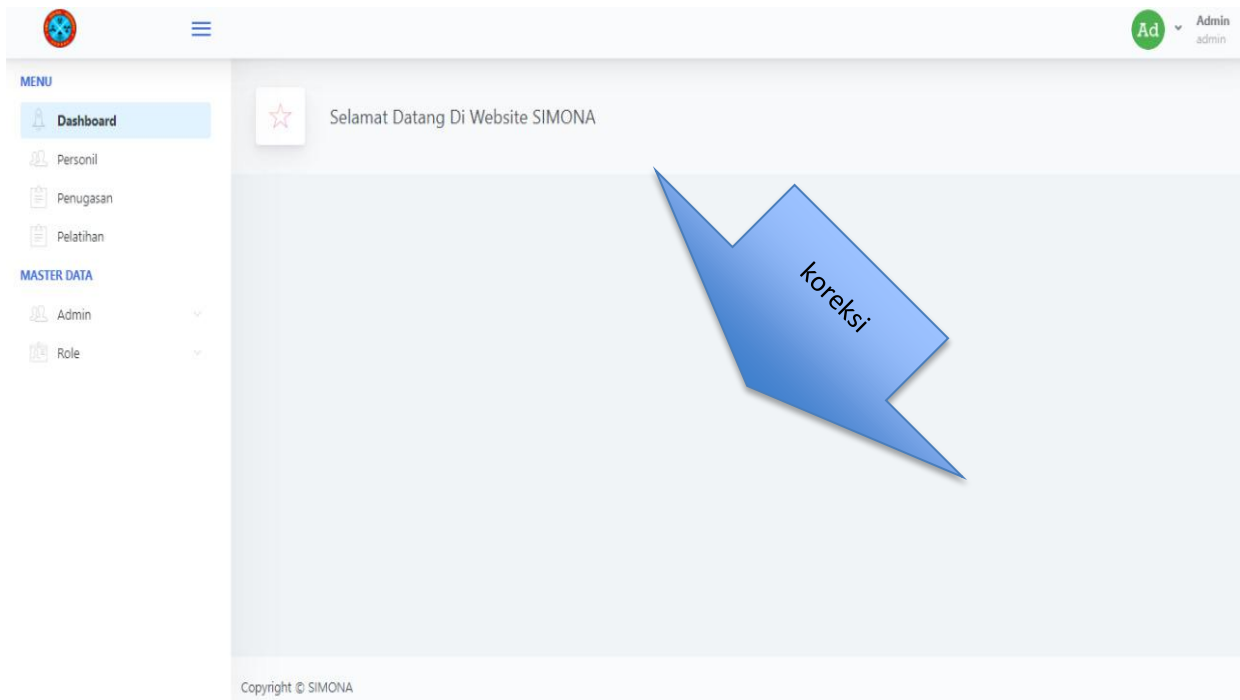 Ad
Admin
admin
MENU
Dashboard
Selamat Datang Di Website SIMONA
Personil
Penugasan
Pelatihan
MASTER DATA
Admin
Role
koreksi
Copyright © SIMONA